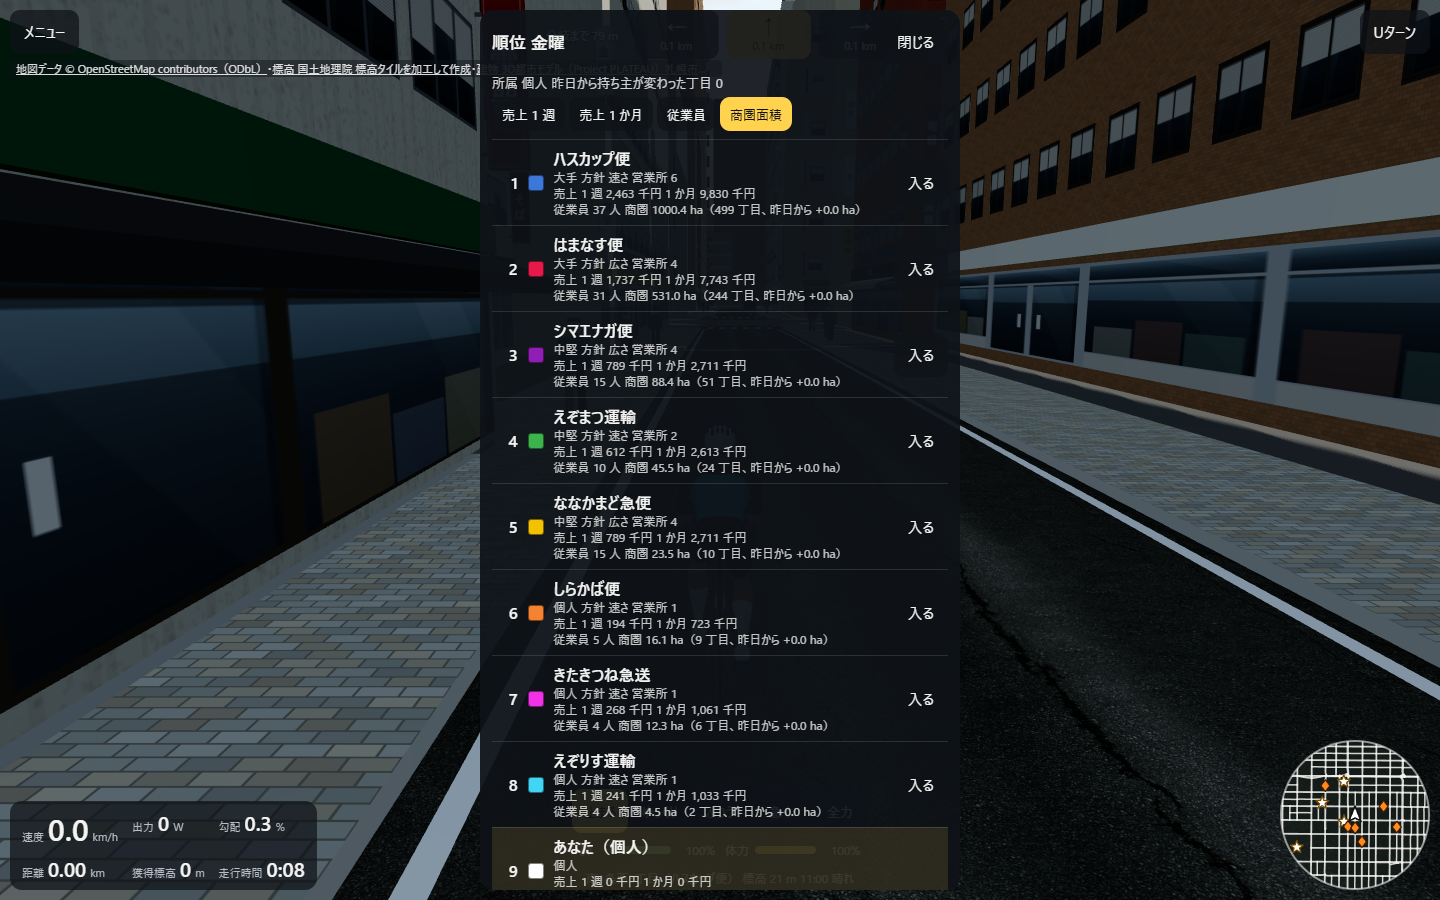 メニュー
地図データ © OpenStreetMap contributors（ODbL）・標高 国土地理院 標高タイルを加工して作成・
順位 金曜
閉じる
Uターン
所属 個人 昨日から持ち主が変わった丁目 0
売上 1 週 売上 1 か月 従業員 商圏面積
1 ハスカップ便
大手 方針 速さ 営業所 6
売上 1 週 2,463 千円 1 か月 9,830 千円
従業員 37 人 商圏 1000.4 ha（499 丁目、昨日から +0.0 ha）
入る
2 はまなす便
大手 方針 広さ 営業所 4
売上 1 週 1,737 千円 1 か月 7,743 千円
従業員 31 人 商圏 531.0 ha（244 丁目、昨日から +0.0 ha）
入る
3 シマエナガ便
中堅 方針 広さ 営業所 4
売上 1 週 789 千円 1 か月 2,711 千円
従業員 15 人 商圏 88.4 ha（51 丁目、昨日から +0.0 ha）
入る
4 えぞまつ運輸
中堅 方針 速さ 営業所 2
売上 1 週 612 千円 1 か月 2,613 千円
従業員 10 人 商圏 45.5 ha（24 丁目、昨日から +0.0 ha）
入る
5 ななかまど急便
中堅 方針 広さ 営業所 4
売上 1 週 789 千円 1 か月 2,711 千円
従業員 15 人 商圏 23.5 ha（10 丁目、昨日から +0.0 ha）
入る
6 しらかば便
個人 方針 速さ 営業所 1
売上 1 週 194 千円 1 か月 723 千円
従業員 5 人 商圏 16.1 ha（9 丁目、昨日から +0.0 ha）
入る
7 きたきつね急送
個人 方針 速さ 営業所 1
売上 1 週 268 千円 1 か月 1,061 千円
従業員 4 人 商圏 12.3 ha（6 丁目、昨日から +0.0 ha）
入る
8 えぞりす運輸
個人 方針 速さ 営業所 1
売上 1 週 241 千円 1 か月 1,033 千円
従業員 4 人 商圏 4.5 ha（2 丁目、昨日から +0.0 ha）
入る
全力
9 あなた（個人）
個人
売上 1 週 0 千円 1 か月 0 千円
100% 体力 100%
標高 21 m 11:00 晴れ
速度 0.0 km/h 出力 0 W 勾配 0.3 %
距離 0.00 km 獲得標高 0 m 走行時間 0:08